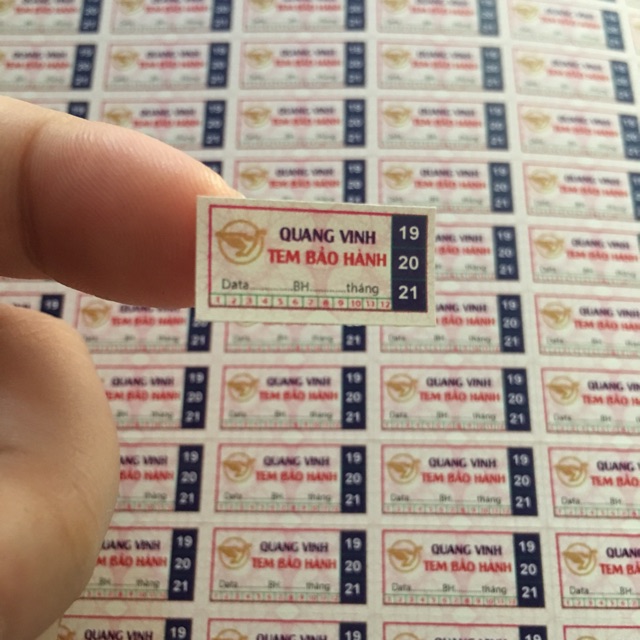 QUANG VINH
TEM BẢO HÀNH
Data............BH...........tháng
1 2 3 4 5 6 7 8 9 10 11 12
19
20
21